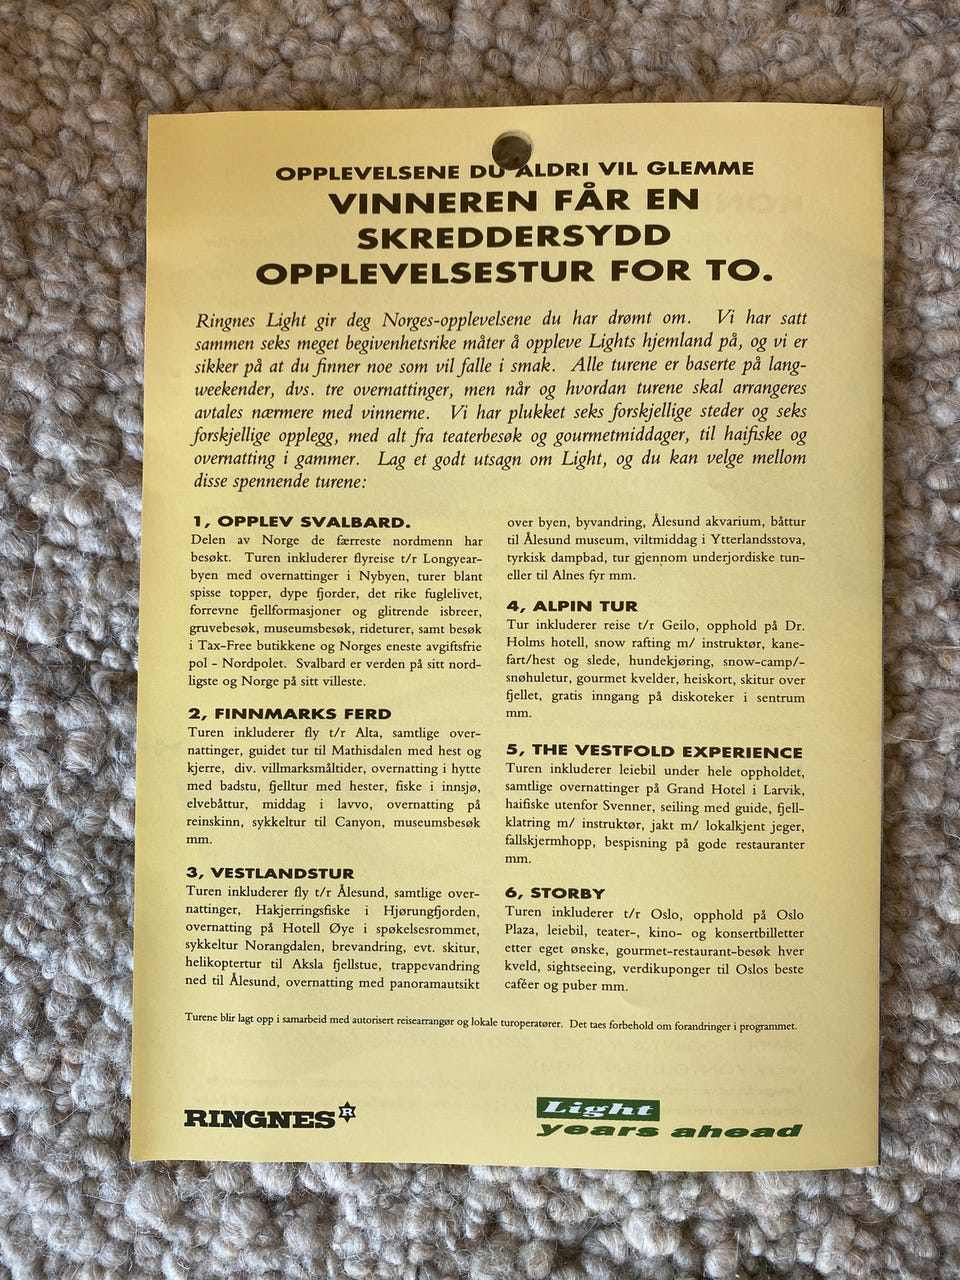 OPPLEVELSENE DU ALDRI VIL GLEMME
VINNEREN FÅR EN
SKREDDERSYDD
OPPLEVELSESTUR FOR TO.
Ringnes Light gir deg Norges-opplevelsene du har drømt om. Vi har satt
sammen seks meget begivenhetsrike måter å oppleve Lights hjemland på, og vi er
sikker på at du finner noe som vil falle i smak. Alle turene er baserte på lang-
weekender, dvs. tre overnattinger, men når og hvordan turene skal arrangeres
avtales nærmere med vinnerne. Vi har plukket seks forskjellige steder og seks
forskjellige opplegg, med alt fra teaterbesøk og gourmetmiddager, til haifiske og
overnatting i gammer. Lag et godt utsagn om Light, og du kan velge mellom
disse spennende turene:
1, OPPLEV SVALBARD.
Delen av Norge de færreste nordmenn har
besøkt. Turen inkluderer flyreise t/r Longyear-
byen med overnattinger i Nybyen, turer blant
spisse topper, dype fjorder, det rike fuglelivet,
forrevne fjellformasjoner og glitrende isbreer,
gruvebesøk, museumsbesøk, rideturer, samt besøk
i Tax-Free butikkene og Norges eneste avgiftsfrie
pol - Nordpolet. Svalbard er verden på sitt nord-
ligste og Norge på sitt villeste.
2, FINNMARKS FERD
Turen inkluderer fly t/r Alta, samtlige over-
nattinger, guidet tur til Mathisdalen med hest og
kjerre, div. villmarksmåltider, overnatting i hytte
med badstu, fjelltur med hester, fiske i innsjø,
elvebåttur, middag i lavvo, overnatting på
reinskinn, sykkeltur til Canyon, museumsbesøk
mm.
3, VESTLANDSTUR
Turen inkluderer fly t/r Ålesund, samtlige over-
nattinger, Hakjerringsfiske i Hjørungfjorden,
overnatting på Hotell Øye i spøkelsesrommet,
sykkeltur Norangdalen, brevandring, evt. skitur,
helikoptertur til Aksla fjellstue, trappevandring
ned til Ålesund, overnatting med panoramautsikt
over byen, byvandring, Ålesund akvarium, båttur
til Ålesund museum, viltmiddag i Ytterlandsstova,
tyrkisk dampbad, tur gjennom underjordiske tun-
eller til Alnes fyr mm.
4, ALPIN TUR
Tur inkluderer reise t/r Geilo, opphold på Dr.
Holms hotell, snow rafting m/ instruktør, kane-
fart/hest og slede, hundekjøring, snow-camp/-
snøhuletur, gourmet kvelder, heiskort, skitur over
fjellet, gratis inngang på diskoteker i sentrum
mm.
5, THE VESTFOLD EXPERIENCE
Turen inkluderer leiebil under hele oppholdet,
samtlige overnattinger på Grand Hotel i Larvik,
haifiske utenfor Svenner, seiling med guide, fjell-
klatring m/ instruktør, jakt m/ lokalkjent jeger,
fallskjermhopp, bespisning på gode restauranter
mm.
6, STORBY
Turen inkluderer t/r Oslo, opphold på Oslo
Plaza, leiebil, teater-, kino- og konsertbilletter
etter eget ønske, gourmet-restaurant-besøk hver
kveld, sightseeing, verdikuponger til Oslos beste
caféer og puber mm.
Turene blir lagt opp i samarbeid med autorisert reisearrangør og lokale turoperatører. Det taes forbehold om forandringer i programmet.
RINGNES R
Light
years ahead